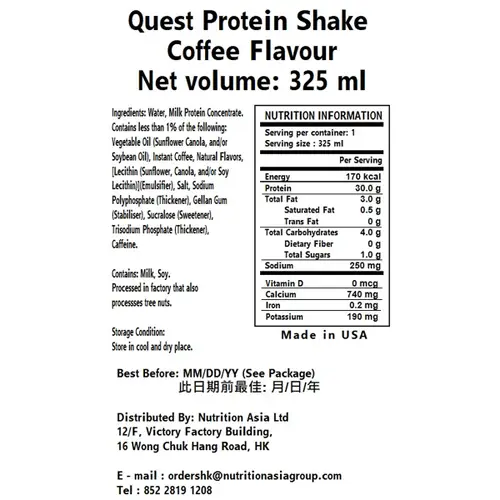 Quest Protein Shake
Coffee Flavour
Net volume: 325 ml
Ingredients: Water, Milk Protein Concentrate.
Contains less than 1% of the following:
Vegetable Oil (Sunflower Canola, and/or
Soybean Oil), Instant Coffee, Natural Flavors,
[Lecithin (Sunflower, Canola, and/or Soy
Lecithin)](Emulsifier), Salt, Sodium
Polyphosphate (Thickener), Gellan Gum
(Stabiliser), Sucralose (Sweetener),
Trisodium Phosphate (Thickener),
Caffeine.
Contains: Milk, Soy.
Processed in factory that also
processses tree nuts.
Storage Condition:
Store in cool and dry place.
NUTRITION INFORMATION
Serving per container: 1
Serving size : 325 ml
Per Serving
Energy 170 kcal
Protein 30.0 g
Total Fat 3.0 g
Saturated Fat 0.5 g
Trans Fat 0 g
Total Carbohydrates 4.0 g
Dietary Fiber 0 g
Total Sugars 1.0 g
Sodium 250 mg
Vitamin D 0 mcg
Calcium 740 mg
Iron 0.2 mg
Potassium 190 mg
Made in USA
Best Before: MM/DD/YY (See Package)
此日期前最佳: 月/日/年
Distributed By: Nutrition Asia Ltd
12/F, Victory Factory Building,
16 Wong Chuk Hang Road, HK
E - mail : ordershk@nutritionasiagroup.com
Tel : 852 2819 1208